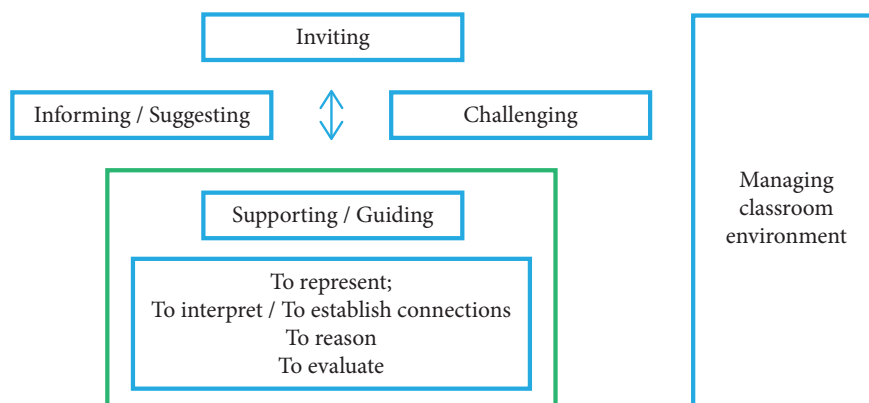 Inviting
Informing / Suggesting
Challenging
Supporting / Guiding
To represent;
To interpret / To establish connections
To reason
To evaluate
Managing
classroom
environment